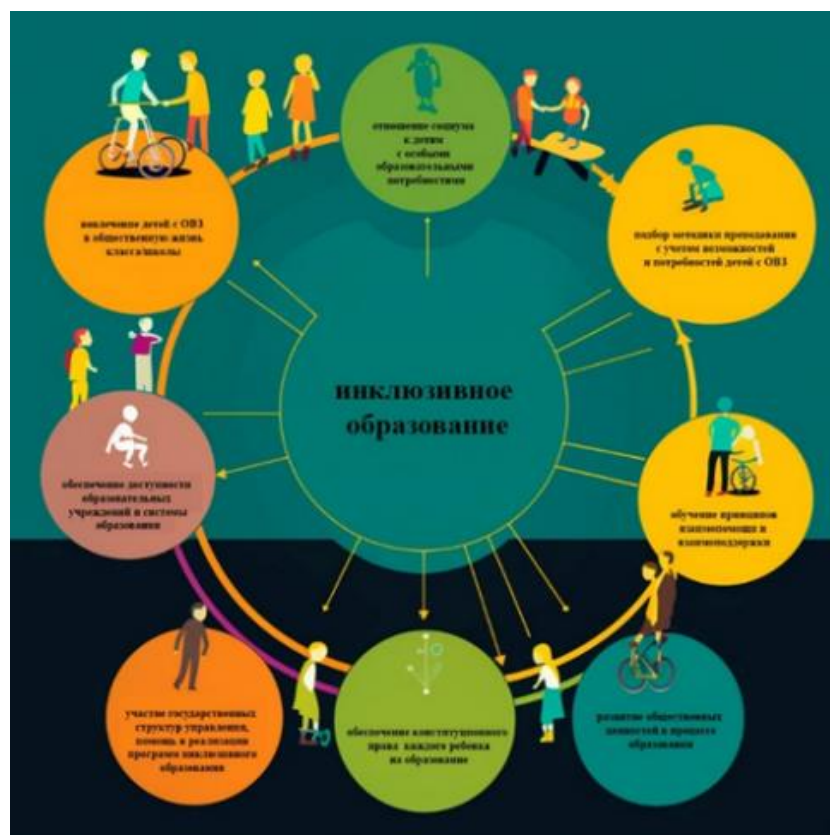 отношение социума
к детям
с особыми
образовательными
потребностями
подбор методики преподавания
с учетом возможностей
и потребностей детей с ОВЗ
обучение принципов
взаимопомощи и
взаимоподдержки
развитие общественных
ценностей в процессе
образования
обеспечение конституционного
права каждого ребенка
на образование
участие государственных
структур управления,
помощь в реализации
программ инклюзивного
образования
обеспечение доступности
образовательных
учреждений и системы
образования
вовлечение детей с ОВЗ
в общественную жизнь
класса/школы
инклюзивное
образование